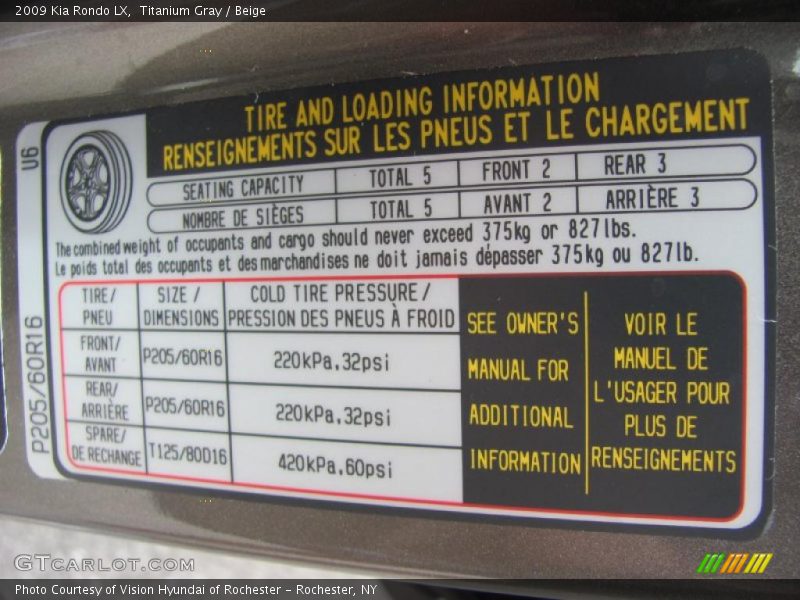 2009 Kia Rondo LX,  Titanium Gray / Beige
U6
P205/60R16
TIRE AND LOADING INFORMATION
RENSEIGNEMENTS SUR LES PNEUS ET LE CHARGEMENT
SEATING CAPACITY TOTAL 5 FRONT 2 REAR 3
NOMBRE DE SIÈGES TOTAL 5 AVANT 2 ARRIÈRE 3
The combined weight of occupants and cargo should never exceed 375kg or 827lbs.
Le poids total des occupants et des marchandises ne doit jamais dépasser 375kg ou 827lb.
TIRE/ SIZE / COLD TIRE PRESSURE /
PNEU DIMENSIONS PRESSION DES PNEUS À FROID
FRONT/
AVANT P205/60R16 220kPa,32psi
REAR/
ARRIÈRE P205/60R16 220kPa,32psi
SPARE/
DE RECHANGE T125/80D16 420kPa,60psi
SEE OWNER'S
MANUAL FOR
ADDITIONAL
INFORMATION
VOIR LE
MANUEL DE
L'USAGER POUR
PLUS DE
RENSEIGNEMENTS
GTCARLOT.COM
Photo Courtesy of Vision Hyundai of Rochester – Rochester, NY